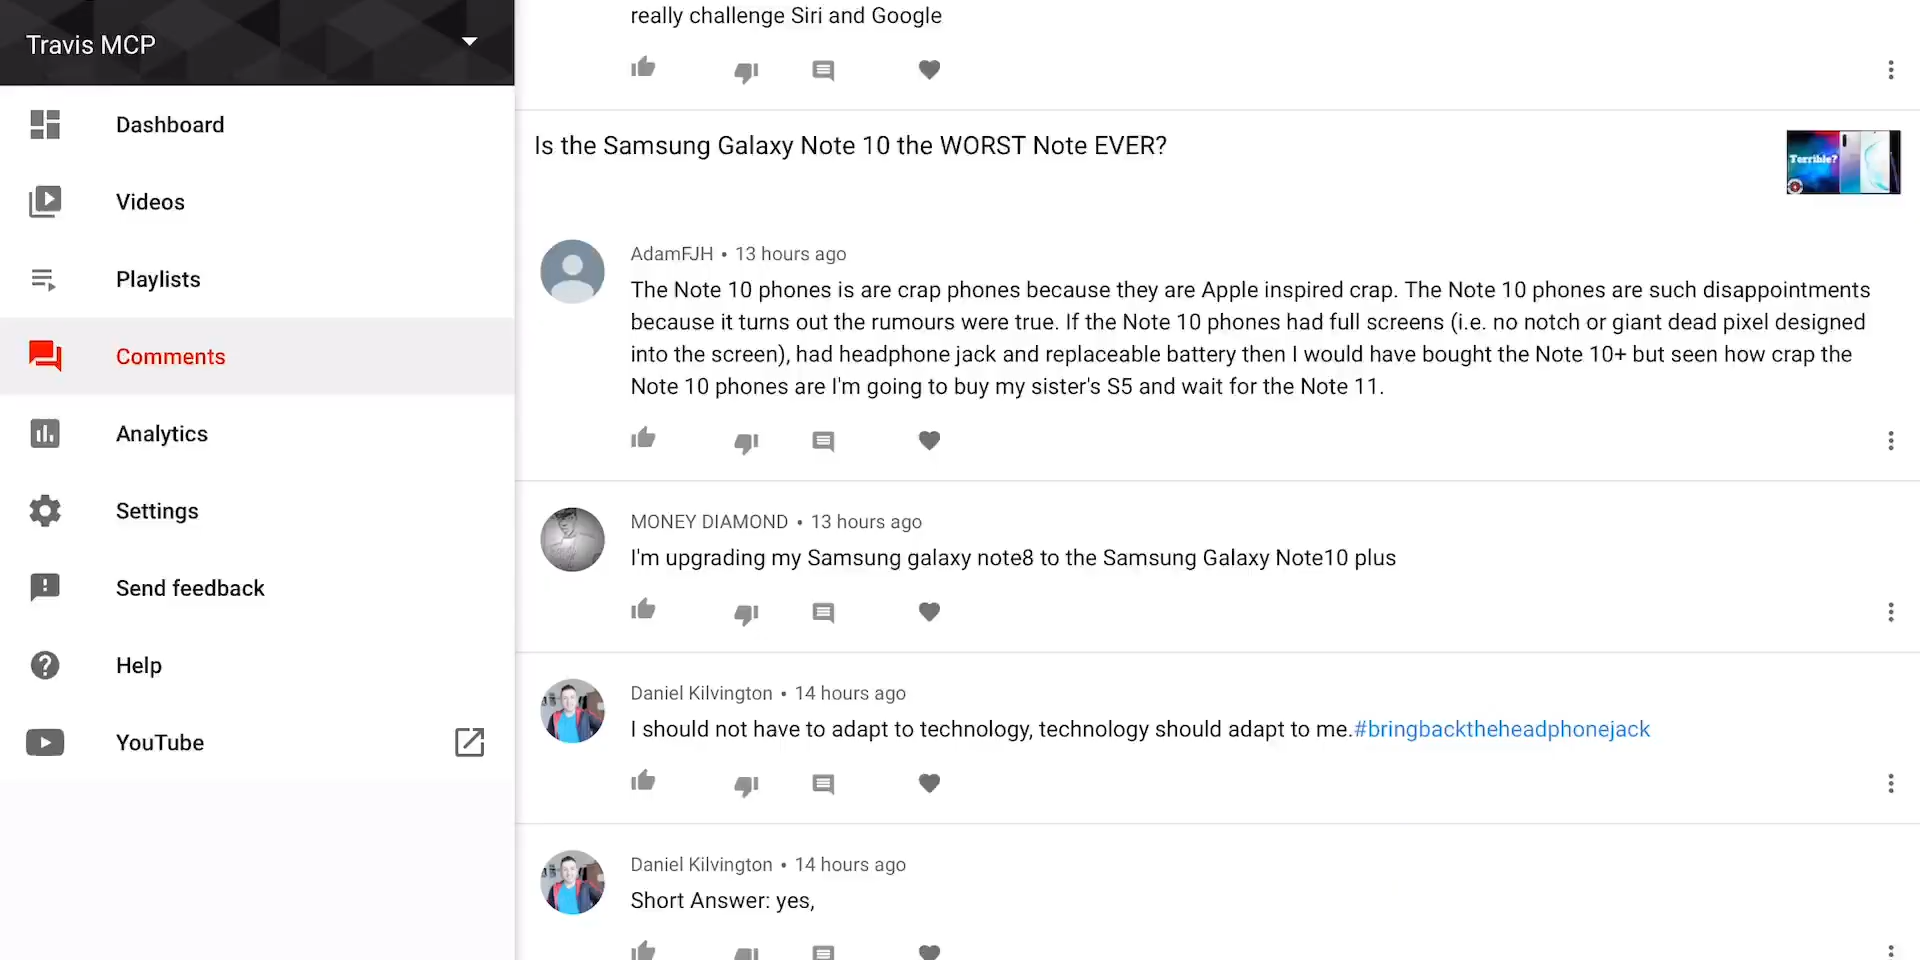 Travis MCP
Dashboard
Videos
Playlists
Comments
Analytics
Settings
Send feedback
Help
YouTube
really challenge Siri and Google
Is the Samsung Galaxy Note 10 the WORST Note EVER?
Terrible?
AdamFJH • 13 hours ago
The Note 10 phones is are crap phones because they are Apple inspired crap. The Note 10 phones are such disappointments
because it turns out the rumours were true. If the Note 10 phones had full screens (i.e. no notch or giant dead pixel designed
into the screen), had headphone jack and replaceable battery then I would have bought the Note 10+ but seen how crap the
Note 10 phones are I'm going to buy my sister's S5 and wait for the Note 11.
MONEY DIAMOND • 13 hours ago
I'm upgrading my Samsung galaxy note8 to the Samsung Galaxy Note10 plus
Daniel Kilvington • 14 hours ago
I should not have to adapt to technology, technology should adapt to me.#bringbacktheheadphonejack
Daniel Kilvington • 14 hours ago
Short Answer: yes,